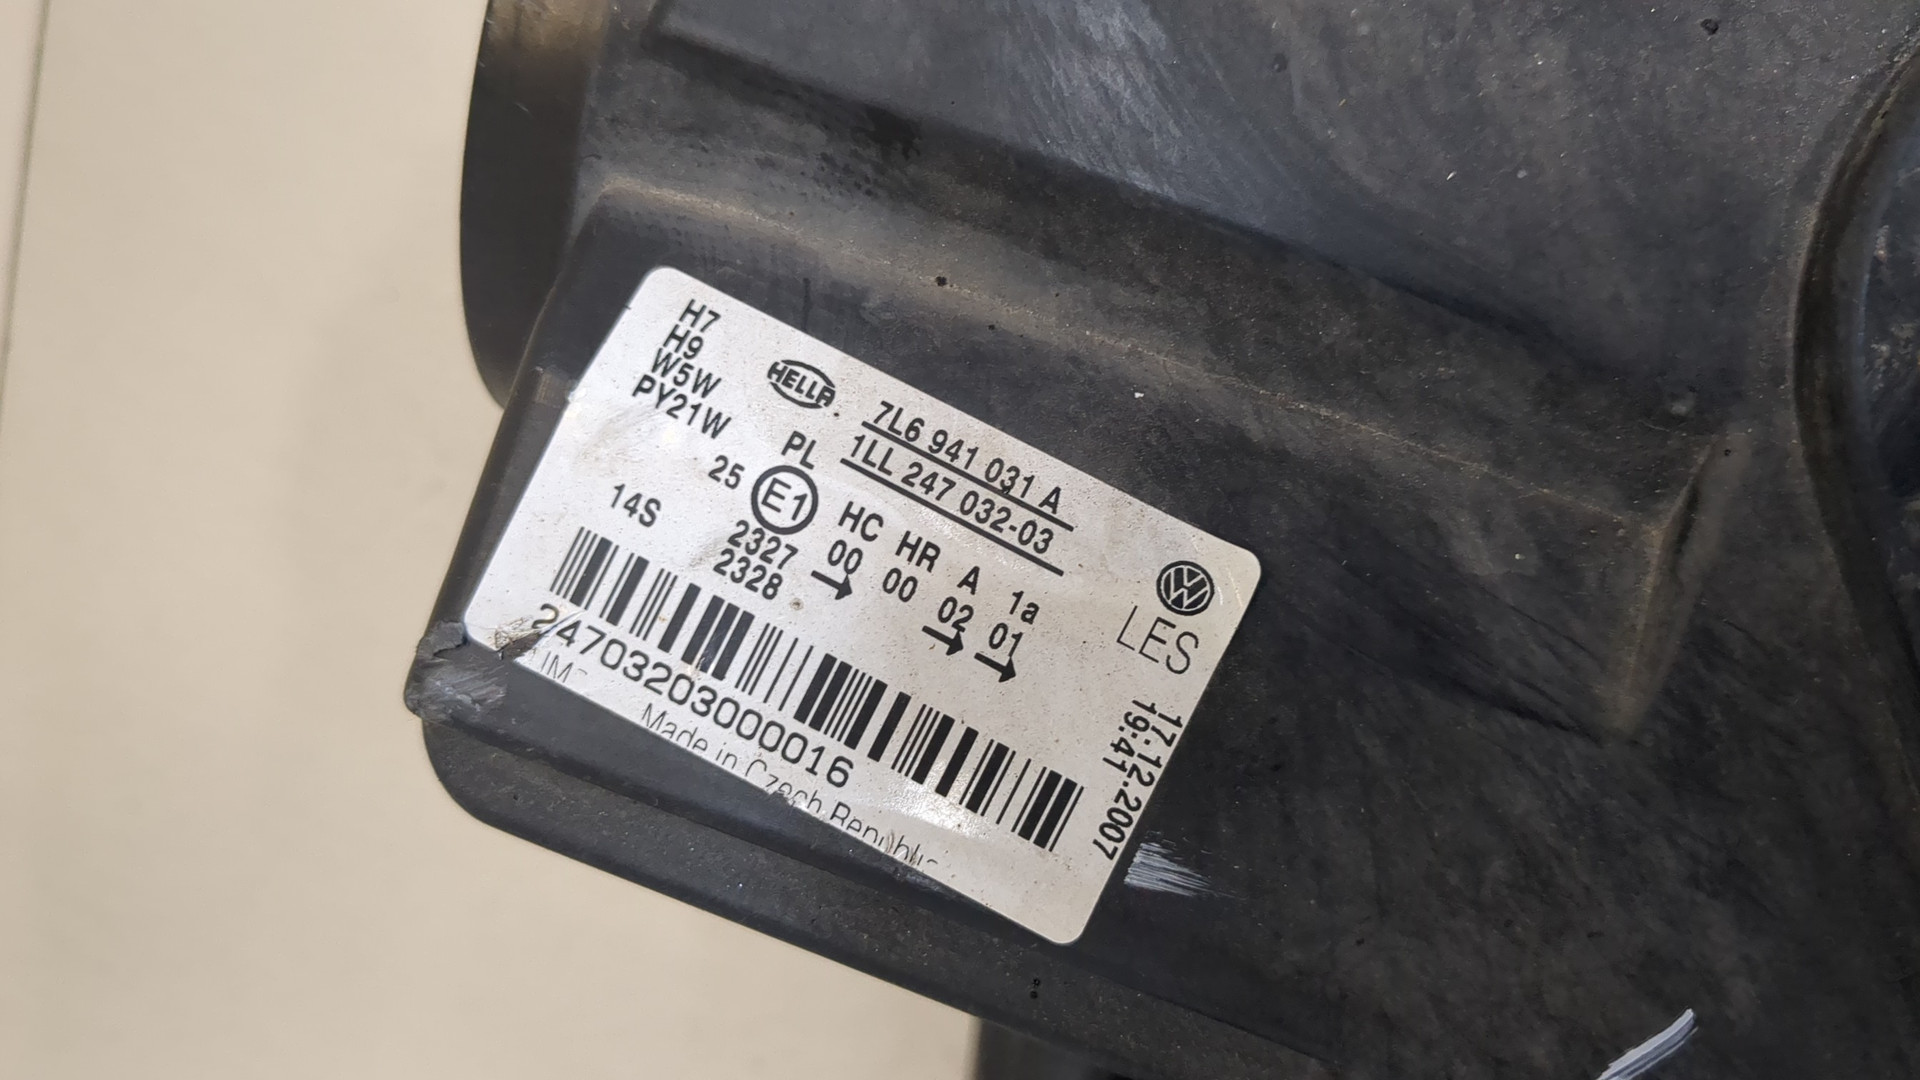 H7
H9
W5W
PY21W
HELLA
7L6 941 031 A
1LL 247 032-03
PL
25 E1 HC HR A 1a
14S 2327 00 00 02 01
2328
LES
17.12.2007
19:41
2470320300016
Made in Czech Republic